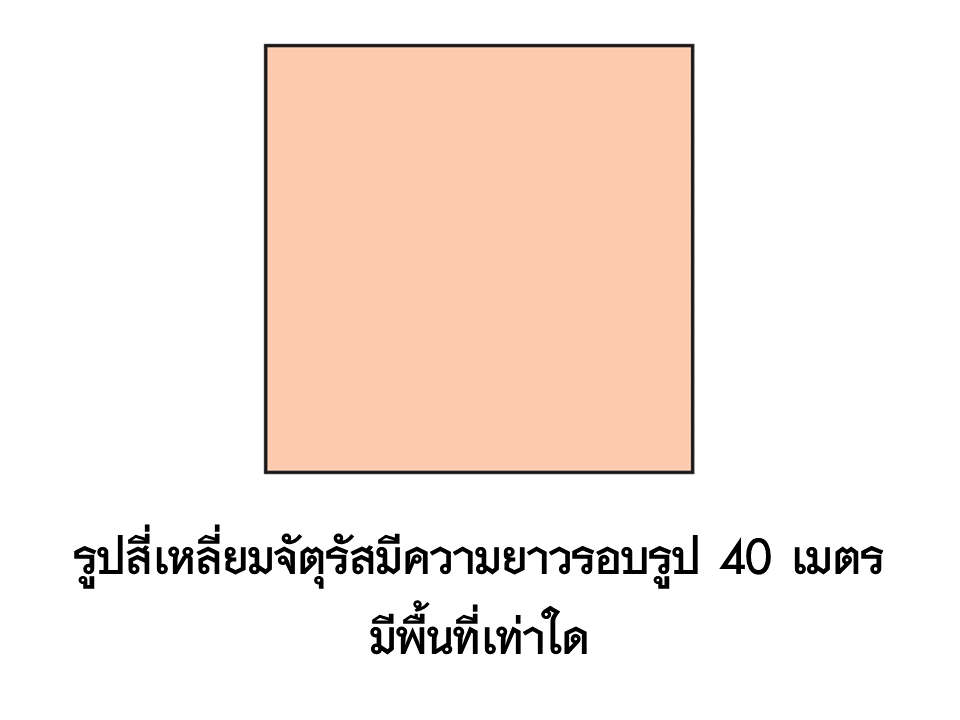 รูปสี่เหลี่ยมจัตุรัสมีความยาวรอบรูป 40 เมตร
มีพื้นที่เท่าใด